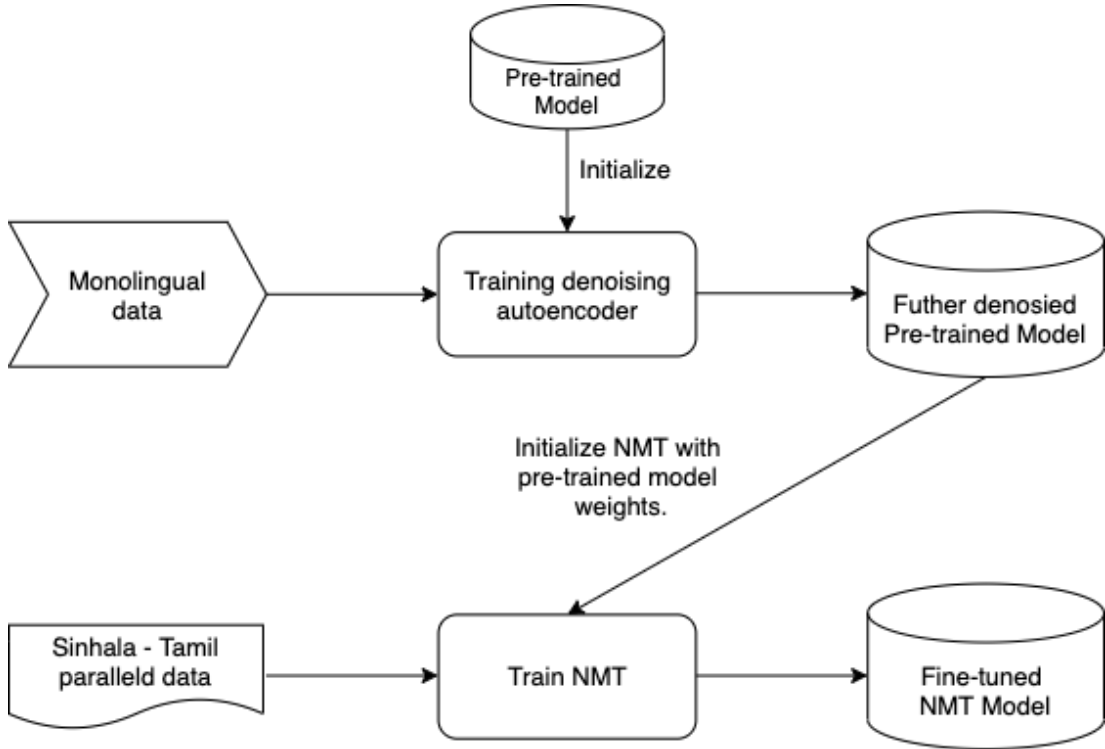 Pre-trained
Model
Initialize
Monolingual
data
Training denoising
autoencoder
Futher denosied
Pre-trained Model
Initialize NMT with
pre-trained model
weights.
Sinhala - Tamil
paralleld data
Train NMT
Fine-tuned
NMT Model